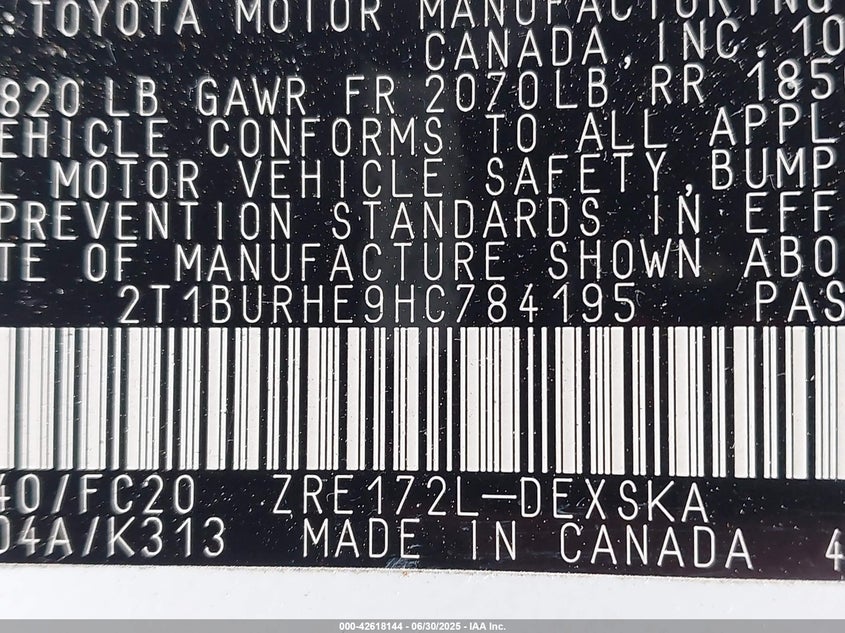 :TOYOTA MOTOR MANUFACTURING
CANADA, INC. 10
820 LB GAWR FR 2070LB, RR 185
EHICLE CONFORMS TO ALL APPL
L MOTOR VEHICLE SAFETY, BUMP
PREVENTION STANDARDS IN EFF
TE OF MANUFACTURE SHOWN ABO
2T1BURHE9HC784195 PAS
40/FC20 ZRE172L-DEXSKA
04A/K313 MADE IN CANADA 4
000-42618144 - 06/30/2025 - IAA Inc.